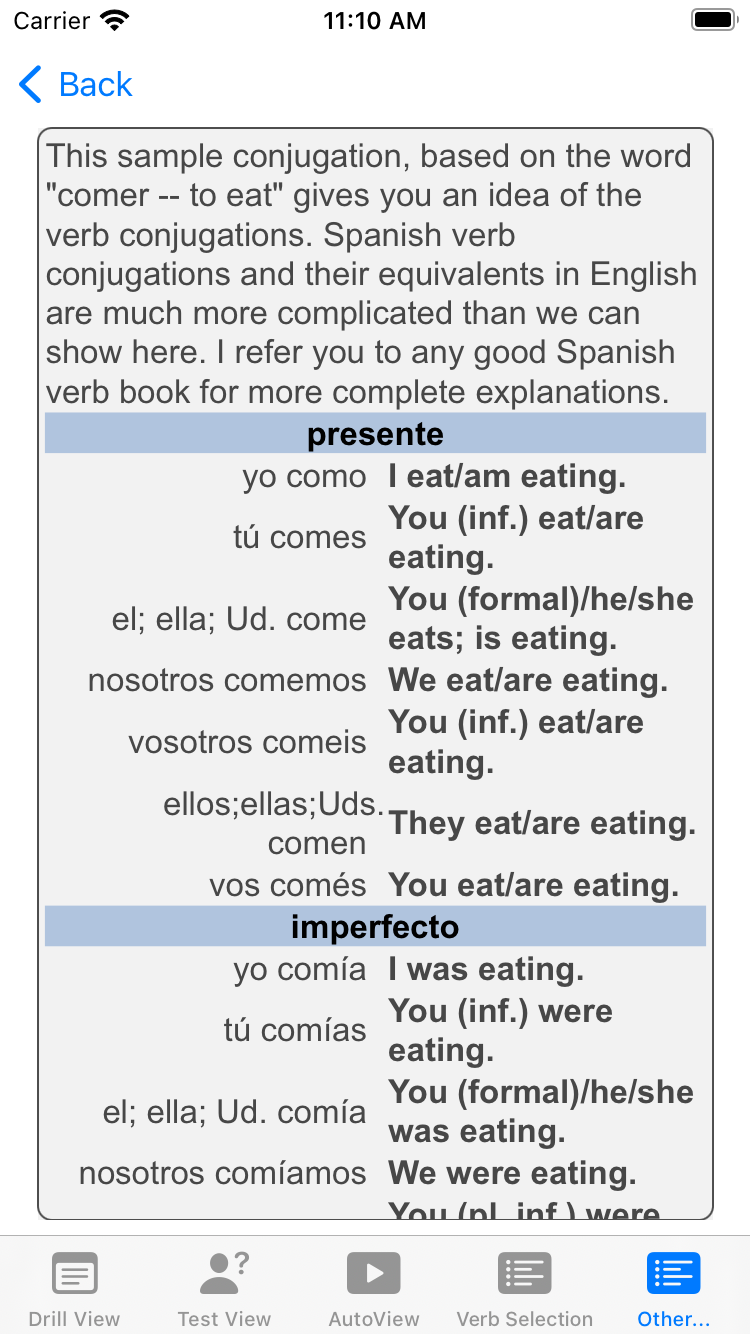 Carrier
11:10 AM
Back
This sample conjugation, based on the word
"comer -- to eat" gives you an idea of the
verb conjugations. Spanish verb
conjugations and their equivalents in English
are much more complicated than we can
show here. I refer you to any good Spanish
verb book for more complete explanations.
presente
yo como I eat/am eating.
tú comes You (inf.) eat/are
eating.
el; ella; Ud. come You (formal)/he/she
eats; is eating.
nosotros comemos We eat/are eating.
vosotros comeis You (inf.) eat/are
eating.
ellos;ellas;Uds.
comen They eat/are eating.
vos comés You eat/are eating.
imperfecto
yo comía I was eating.
tú comías You (inf.) were
eating.
el; ella; Ud. comía You (formal)/he/she
was eating.
nosotros comíamos We were eating.
You (pl. inf.) were
Drill View
Test View
AutoView
Verb Selection
Other...